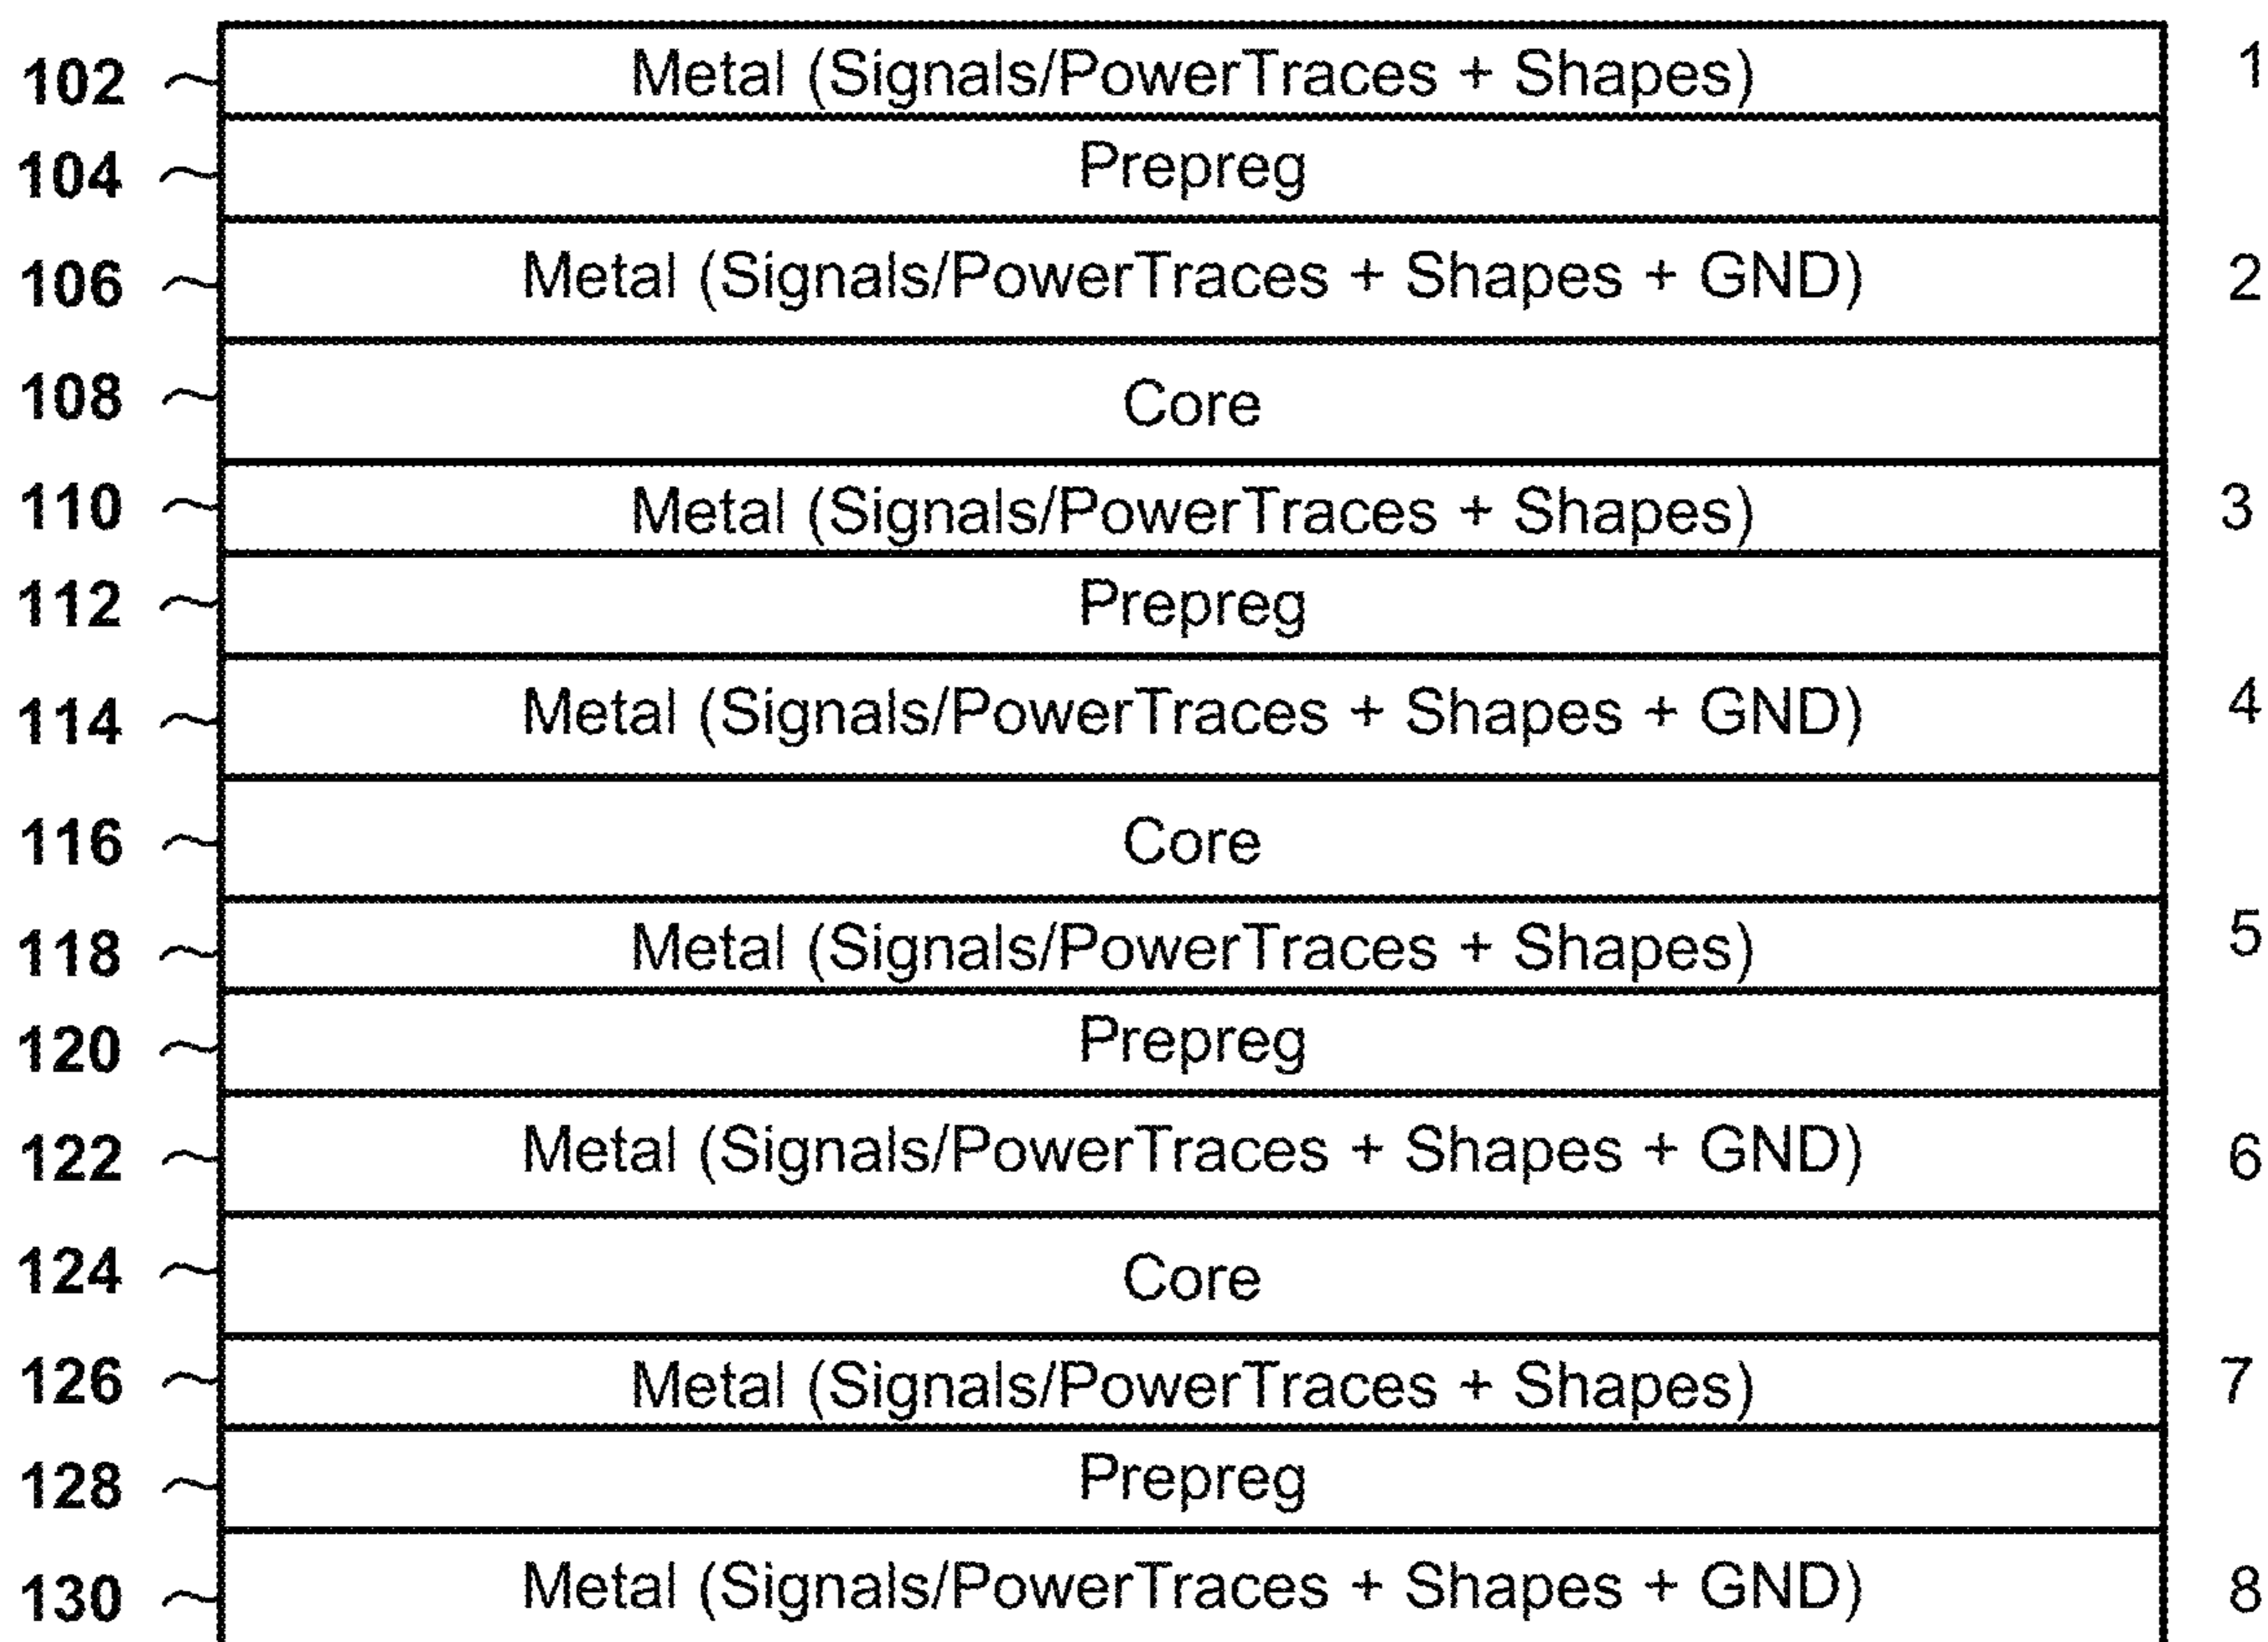 102 Metal (Signals/PowerTraces + Shapes) 1
104 Prepreg
106 Metal (Signals/PowerTraces + Shapes + GND) 2
108 Core
110 Metal (Signals/PowerTraces + Shapes) 3
112 Prepreg
114 Metal (Signals/PowerTraces + Shapes + GND) 4
116 Core
118 Metal (Signals/PowerTraces + Shapes) 5
120 Prepreg
122 Metal (Signals/PowerTraces + Shapes + GND) 6
124 Core
126 Metal (Signals/PowerTraces + Shapes) 7
128 Prepreg
130 Metal (Signals/PowerTraces + Shapes + GND) 8